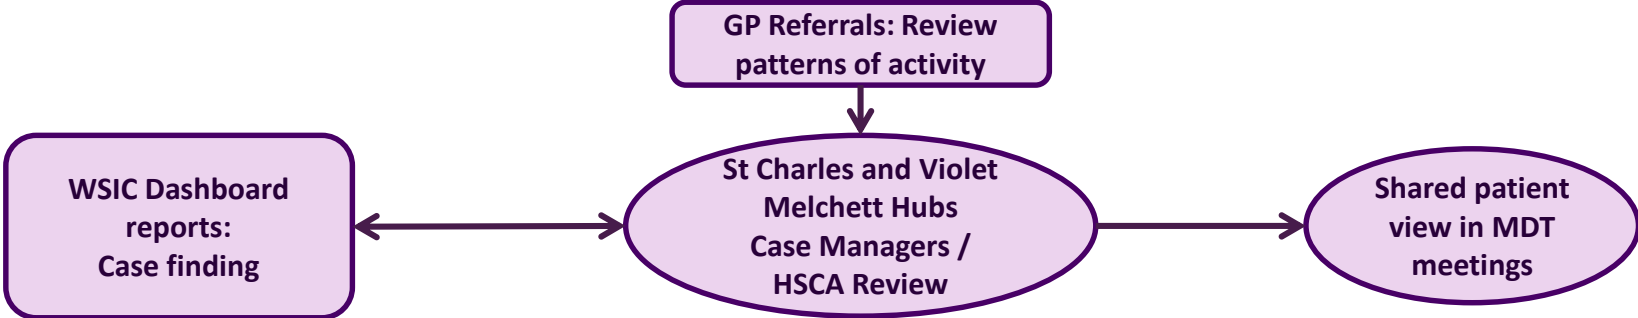 GP Referrals: Review
patterns of activity
WSIC Dashboard
reports:
Case finding
St Charles and Violet
Melchett Hubs
Case Managers /
HSCA Review
Shared patient
view in MDT
meetings